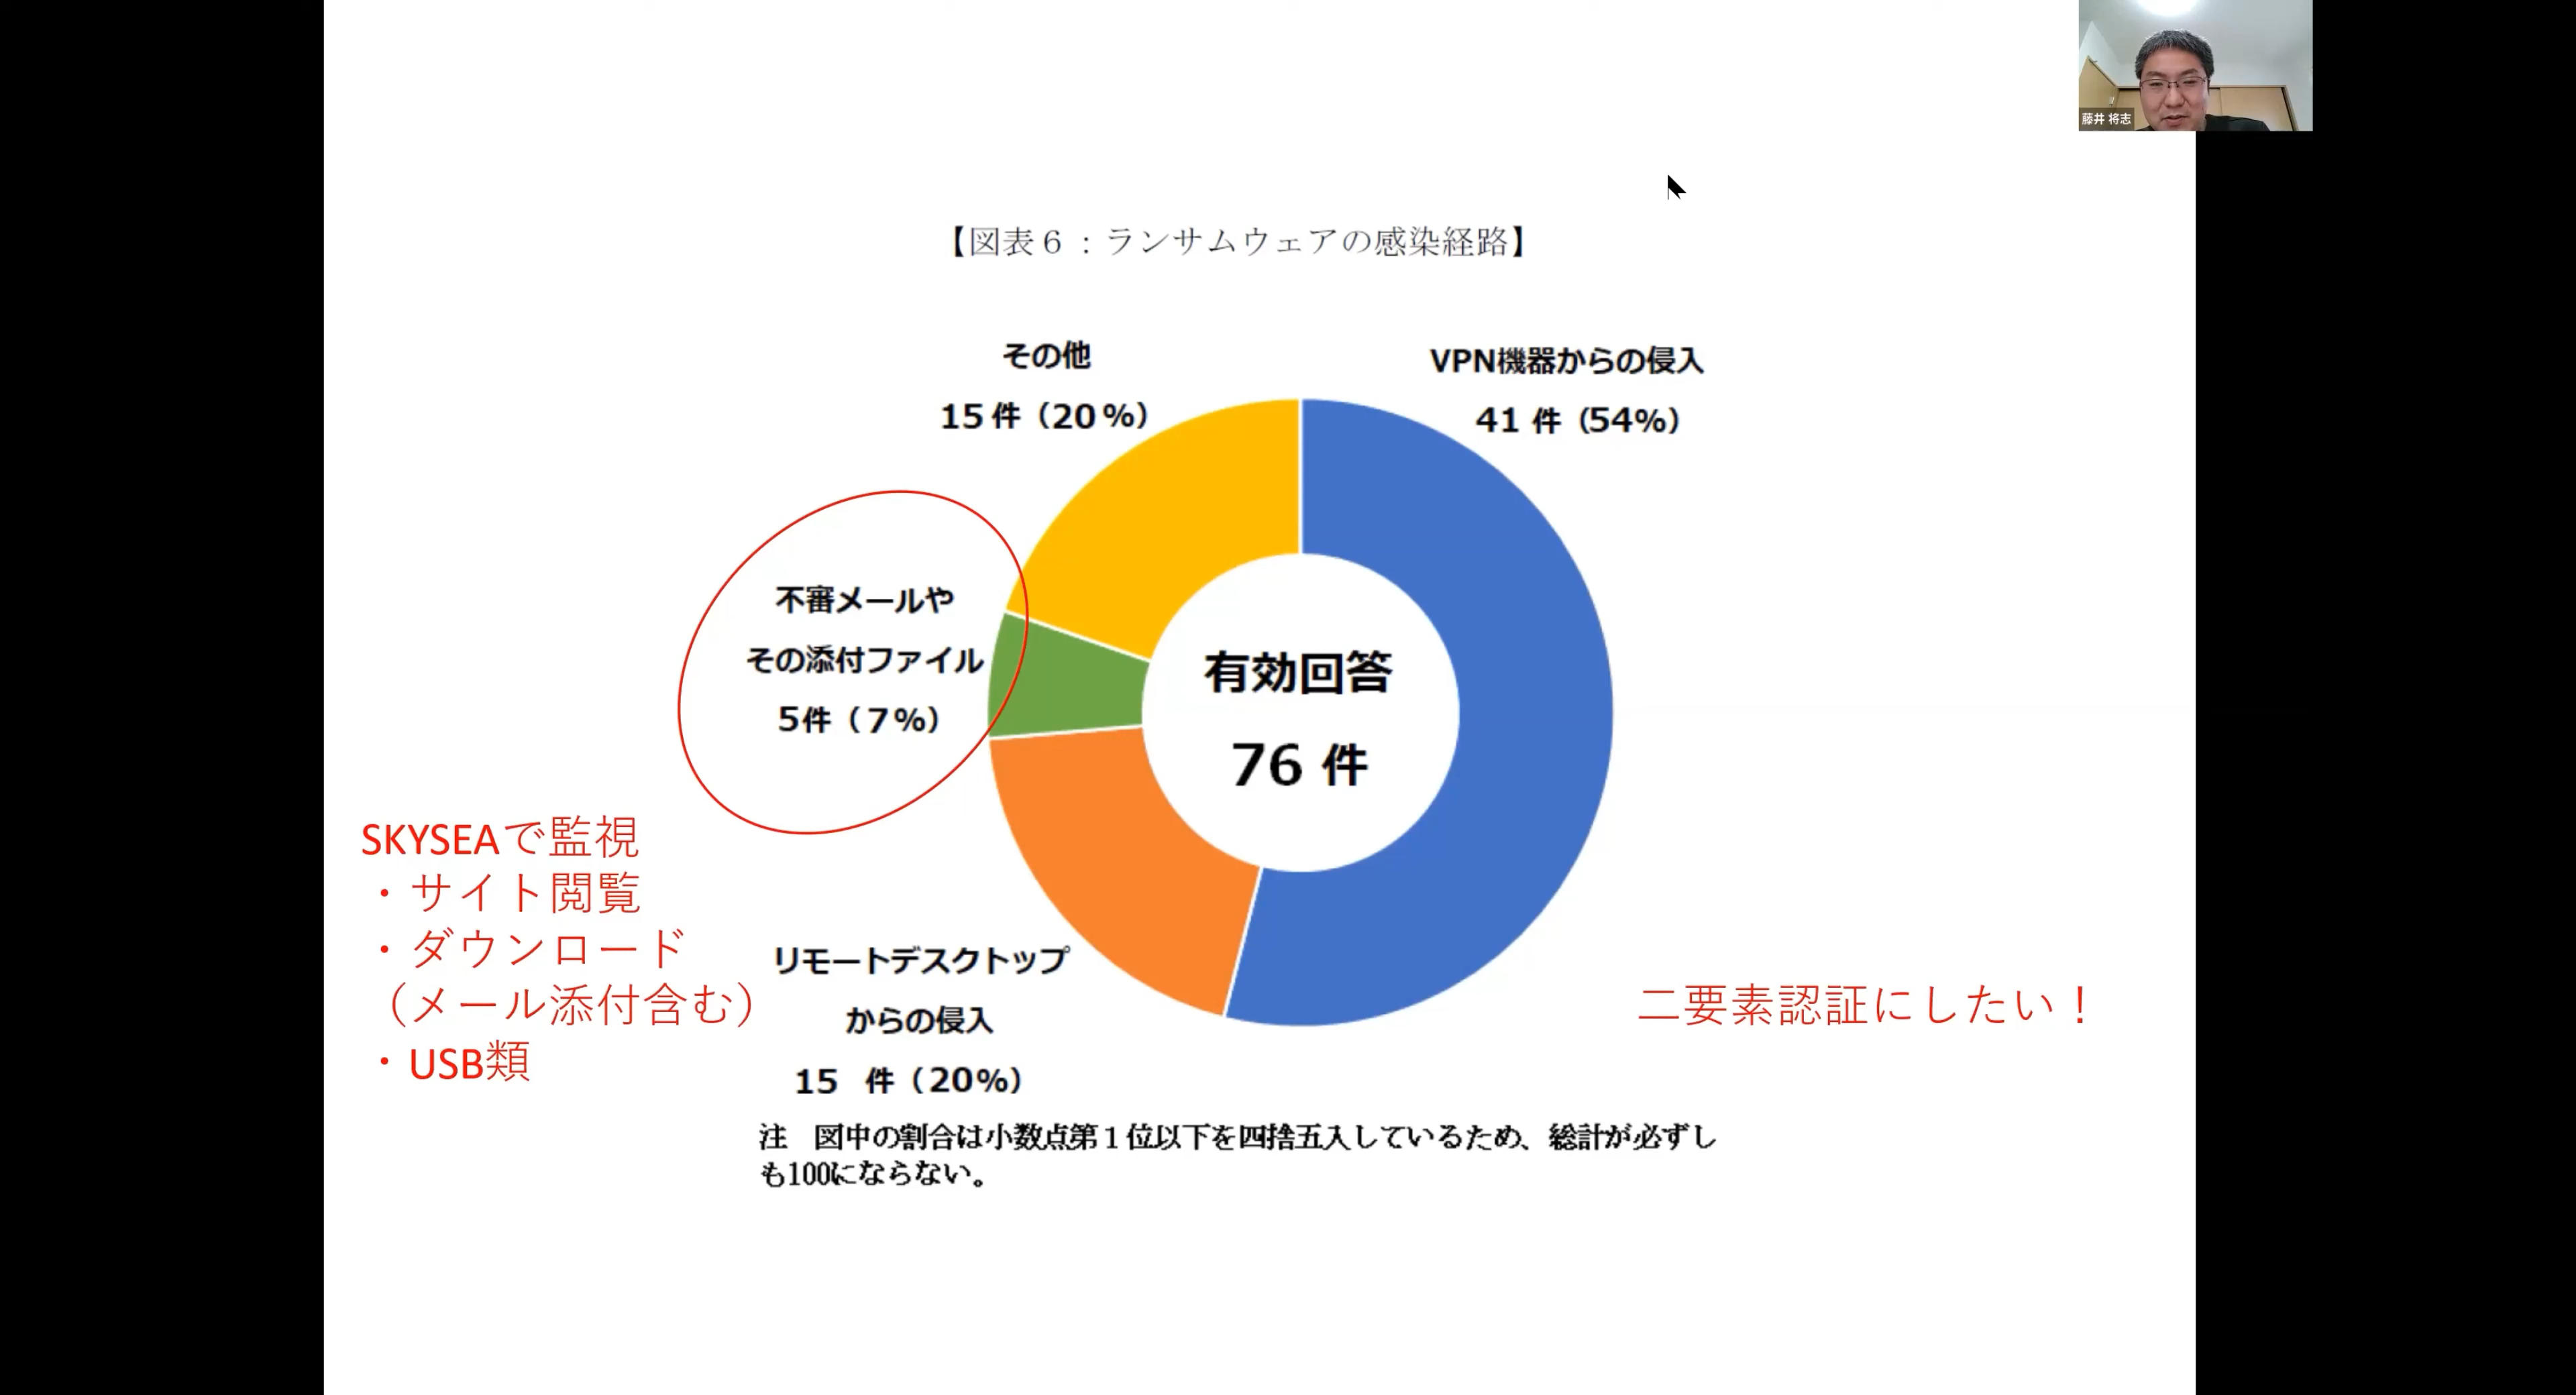 藤井 将志
【図表６：ランサムウェアの感染経路】
その他
15 件（20％）
VPN機器からの侵入
41 件（54%）
不審メールや
その添付ファイル
5件（７%）
有効回答
76 件
SKYSEAで監視
・サイト閲覧
・ダウンロード
（メール添付含む）
・USB類
リモートデスクトップ
からの侵入
15 件（20%）
二要素認証にしたい！
注　図中の割合は小数点第１位以下を四捨五入しているため、総計が必ずし
も100にならない。